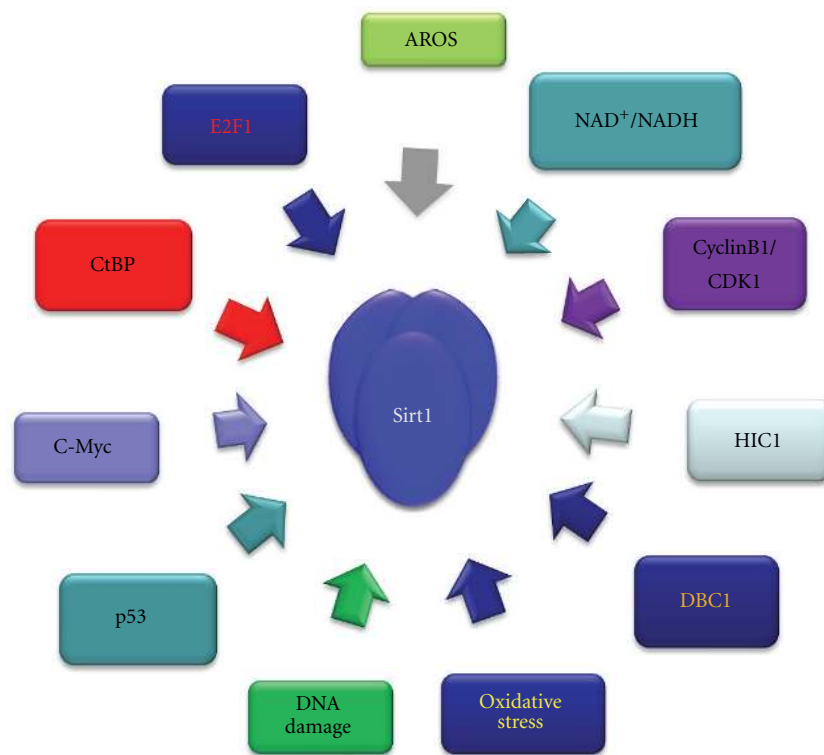 AROS
E2F1
NAD⁺/NADH
CtBP
CyclinB1/
CDK1
Sirt1
C-Myc
HIC1
p53
DBC1
DNA
damage
Oxidative
stress